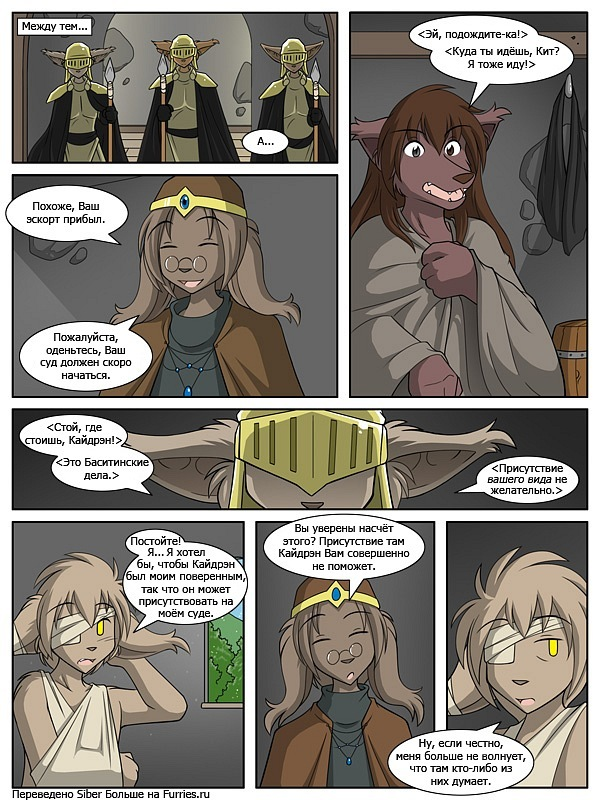 Между тем...
А...
<Эй, подождите-ка!>
<Куда ты идёшь, Кит?
Я тоже иду!>
Похоже, Ваш
эскорт прибыл.
Пожалуйста,
оденьтесь, Ваш
суд должен скоро
начаться.
<Стой, где
стоишь, Кайдрэн!>
<Это Баситинские
дела.>
<Присутствие
вашего вида не
желательно.>
Постойте!
Я... Я хотел
бы, чтобы Кайдрэн
был моим поверенным,
так что он может
присутствовать на
моём суде.
Вы уверены насчёт
этого? Присутствие там
Кайдрэн Вам совершенно
не поможет.
Ну, если честно,
меня больше не волнует,
что там кто-либо из
них думает.
Переведено Siber Больше на Furries.ru